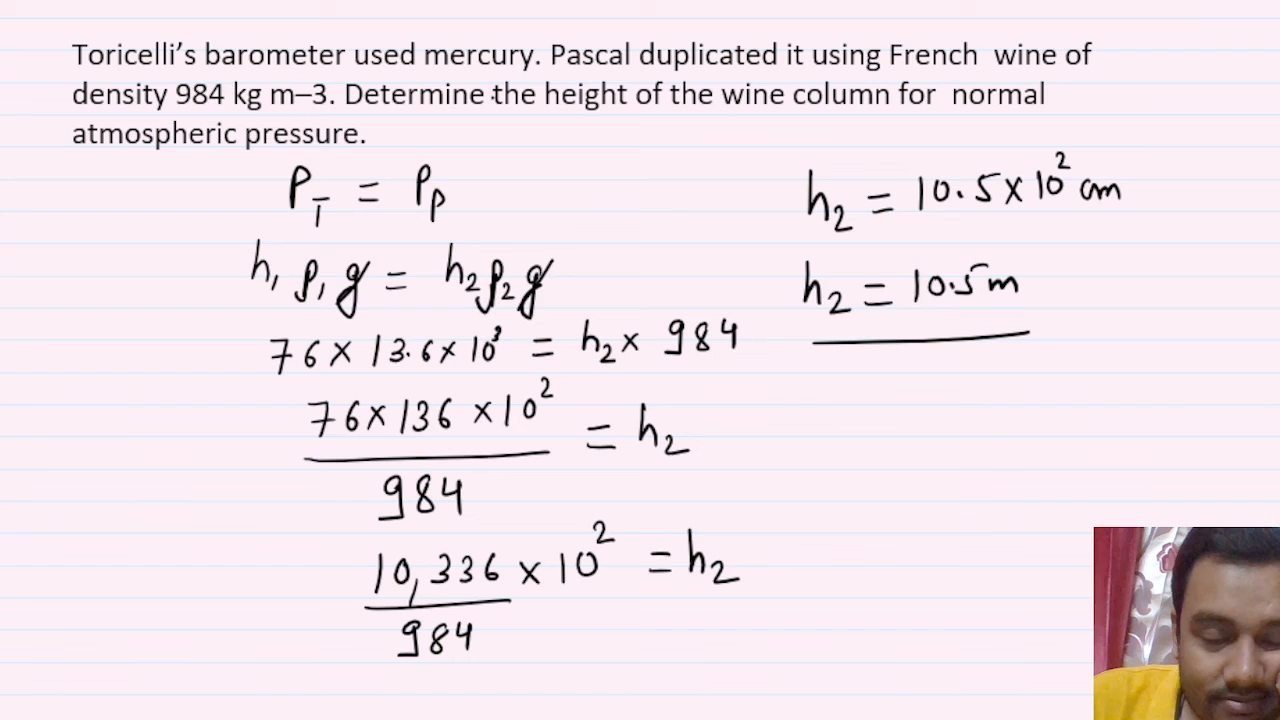 Toricelli’s barometer used mercury. Pascal duplicated it using French wine of
density 984 kg m–3. Determine the height of the wine column for normal
atmospheric pressure.
P_T = P_P
h₁ ρ₁ g = h₂ ρ₂ g
76 × 13.6 × 10³ = h₂ × 984
76 × 136 × 10² / 984 = h₂
10,336 / 984 × 10² = h₂
h₂ = 10.5 × 10² cm
h₂ = 10.5 m